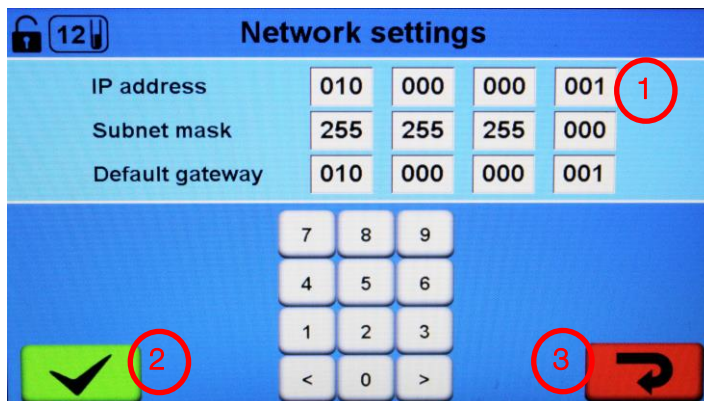 12 Network settings
IP address 010 000 000 001 1
Subnet mask 255 255 255 000
Default gateway 010 000 000 001
7 8 9
4 5 6
1 2 3
2 3
< 0 >